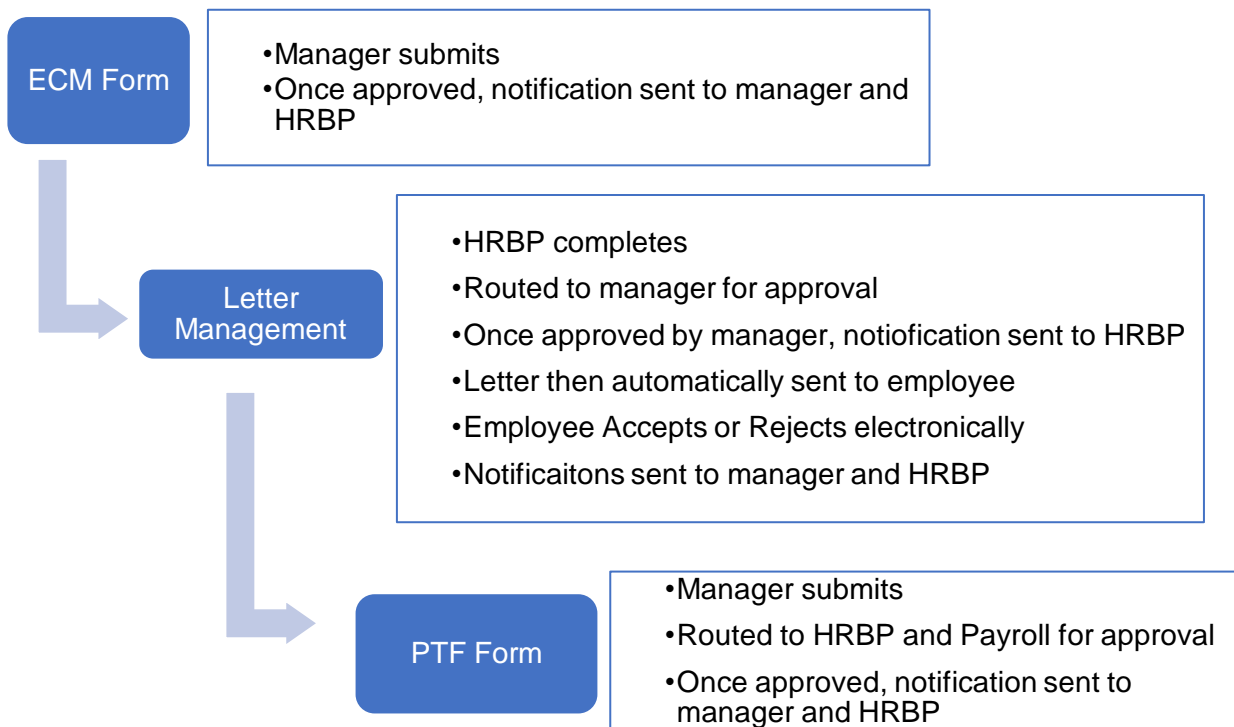 ECM Form
•Manager submits
•Once approved, notification sent to manager and
HRBP
Letter
Management
•HRBP completes
•Routed to manager for approval
•Once approved by manager, notiofication sent to HRBP
•Letter then automatically sent to employee
•Employee Accepts or Rejects electronically
•Notificaitons sent to manager and HRBP
PTF Form
•Manager submits
•Routed to HRBP and Payroll for approval
•Once approved, notification sent to
manager and HRBP